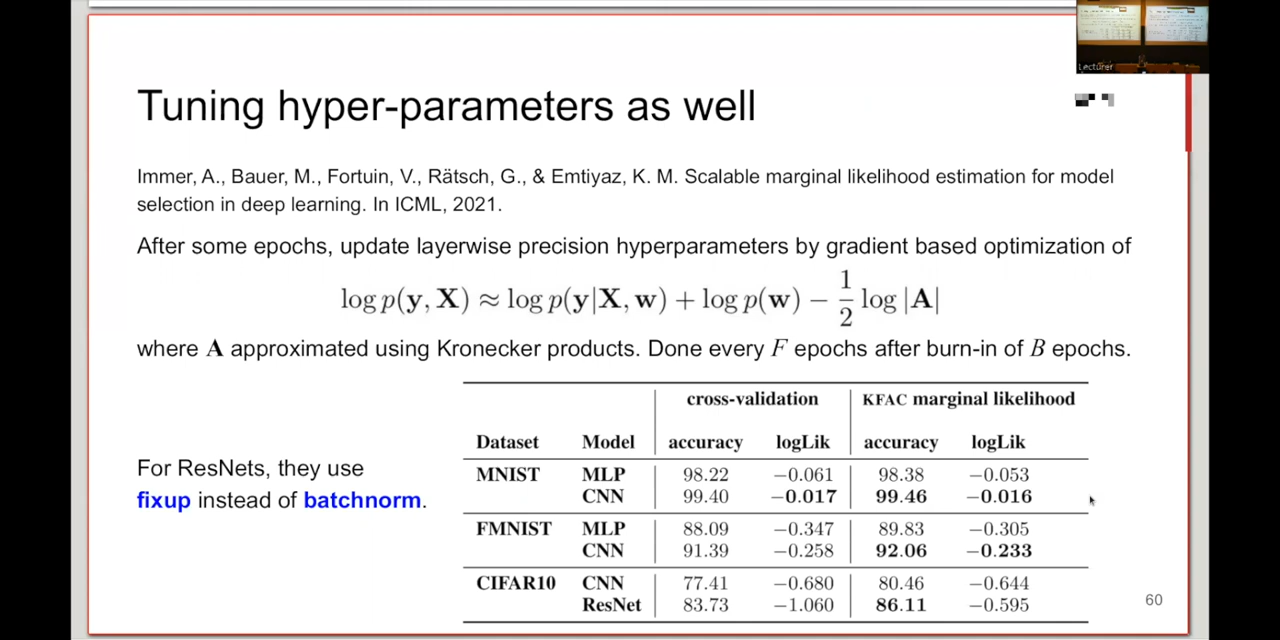 Lecturer
Tuning hyper-parameters as well
Immer, A., Bauer, M., Fortuin, V., Rätsch, G., & Emtiyaz, K. M. Scalable marginal likelihood estimation for model
selection in deep learning. In ICML, 2021.
After some epochs, update layerwise precision hyperparameters by gradient based optimization of
log p(y, X) ≈ log p(y|X, w) + log p(w) − 1/2 log |A|
where A approximated using Kronecker products. Done every F epochs after burn-in of B epochs.
For ResNets, they use
fixup instead of batchnorm.
cross-validation KFAC marginal likelihood
Dataset Model accuracy logLik accuracy logLik
MNIST MLP 98.22 −0.061 98.38 −0.053
CNN 99.40 −0.017 99.46 −0.016
FMNIST MLP 88.09 −0.347 89.83 −0.305
CNN 91.39 −0.258 92.06 −0.233
CIFAR10 CNN 77.41 −0.680 80.46 −0.644
ResNet 83.73 −1.060 86.11 −0.595
60